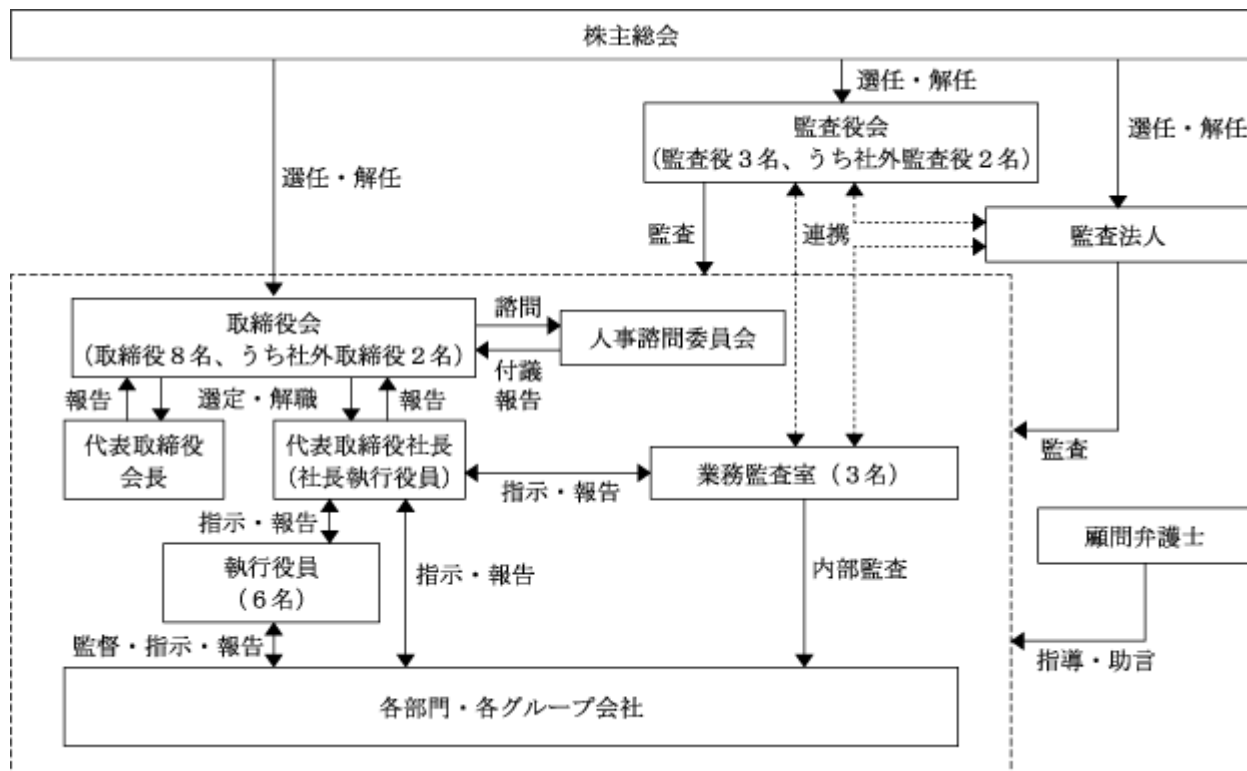 株主総会
選任・解任
監査役会
(監査役3名、うち社外監査役2名)
選任・解任
選任・解任
監査
連携
監査法人
取締役会
(取締役8名、うち社外取締役2名)
諮問
人事諮問委員会
付議
報告
報告
選定・解職
報告
代表取締役
会長
代表取締役社長
(社長執行役員)
指示・報告
業務監査室(3名)
監査
指示・報告
執行役員
(6名)
指示・報告
内部監査
顧問弁護士
監督・指示・報告
指導・助言
各部門・各グループ会社